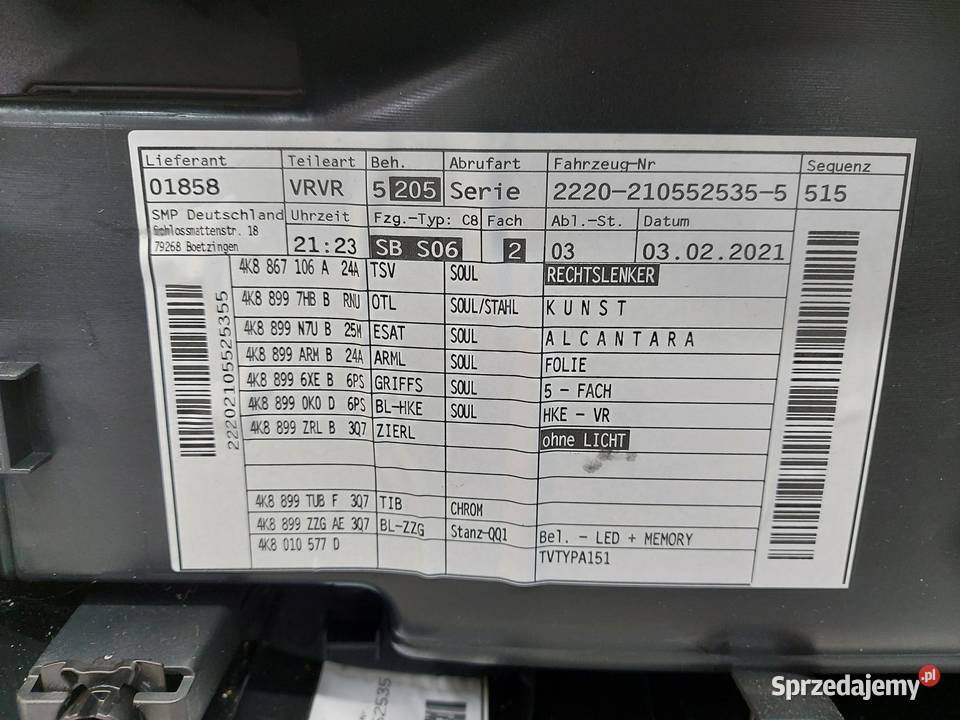 Lieferant Teileart Beh. Abrufart Fahrzeug-Nr Sequenz
01858 VRVR 5 205 Serie 2220-210552535-5 515
SMP Deutschland Uhrzeit Fzg.-Typ: C8 Fach Abl.-St. Datum
Schlossmattenstr. 18
79268 Boetzingen 21:23 SB S06 2 03 03.02.2021
4K8 867 106 A 24A TSV SOUL RECHTSLENKER
4K8 899 7HB B RNU OTL SOUL/STAHL K U N S T
4K8 899 N7U B 25M ESAT SOUL A L C A N T A R A
4K8 899 ARM B 24A ARML SOUL FOLIE
4K8 899 6XE B 6PS GRIFFS SOUL 5 - FACH
4K8 899 0K0 D 6PS BL-HKE SOUL HKE - VR
4K8 899 ZRL B 3Q7 ZIERL ohne LICHT
4K8 899 TUB F 3Q7 TIB CHROM
4K8 899 ZZG AE 3Q7 BL-ZZG Stanz-QQ1 Bel. - LED + MEMORY
4K8 010 577 D TVTYPA151
22202105525355
52535
Sprzedajemy.pl